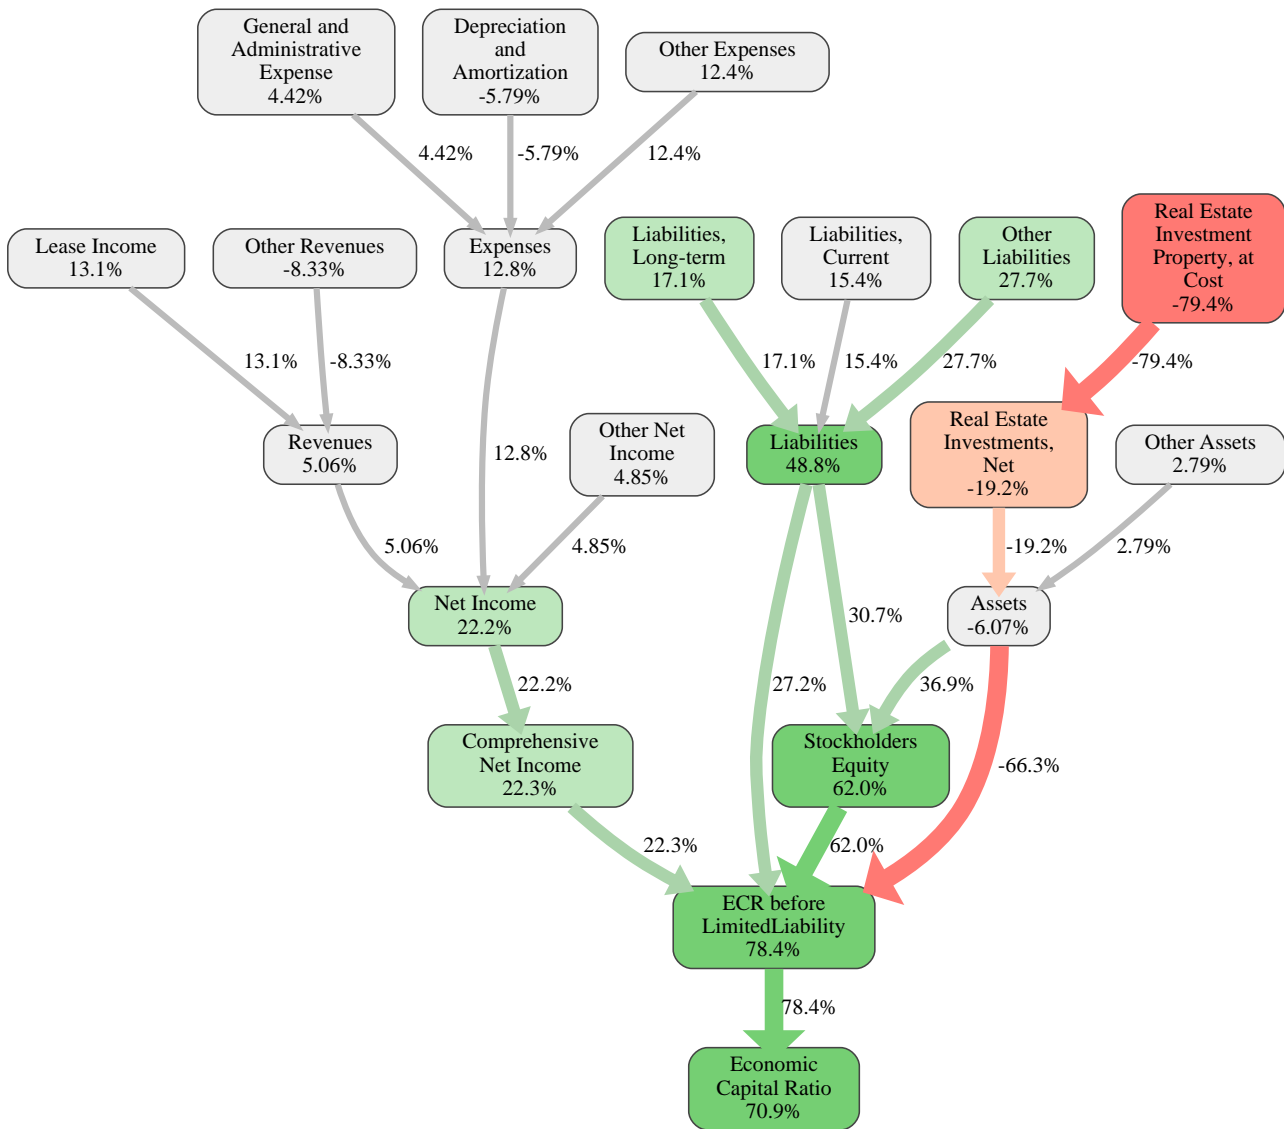 General and
Administrative
Expense
4.42%
Depreciation
and
Amortization
-5.79%
Other Expenses
12.4%
4.42%
-5.79%
12.4%
Lease Income
13.1%
Other Revenues
-8.33%
Expenses
12.8%
Liabilities,
Long-term
17.1%
Liabilities,
Current
15.4%
Other
Liabilities
27.7%
Real Estate
Investment
Property, at
Cost
-79.4%
13.1%
-8.33%
17.1%
15.4%
27.7%
-79.4%
Revenues
5.06%
12.8%
Other Net
Income
4.85%
Liabilities
48.8%
Real Estate
Investments,
Net
-19.2%
Other Assets
2.79%
5.06%
4.85%
-19.2%
2.79%
Net Income
22.2%
30.7%
Assets
-6.07%
22.2%
27.2%
36.9%
Comprehensive
Net Income
22.3%
Stockholders
Equity
62.0%
-66.3%
22.3%
62.0%
ECR before
LimitedLiability
78.4%
78.4%
Economic
Capital Ratio
70.9%